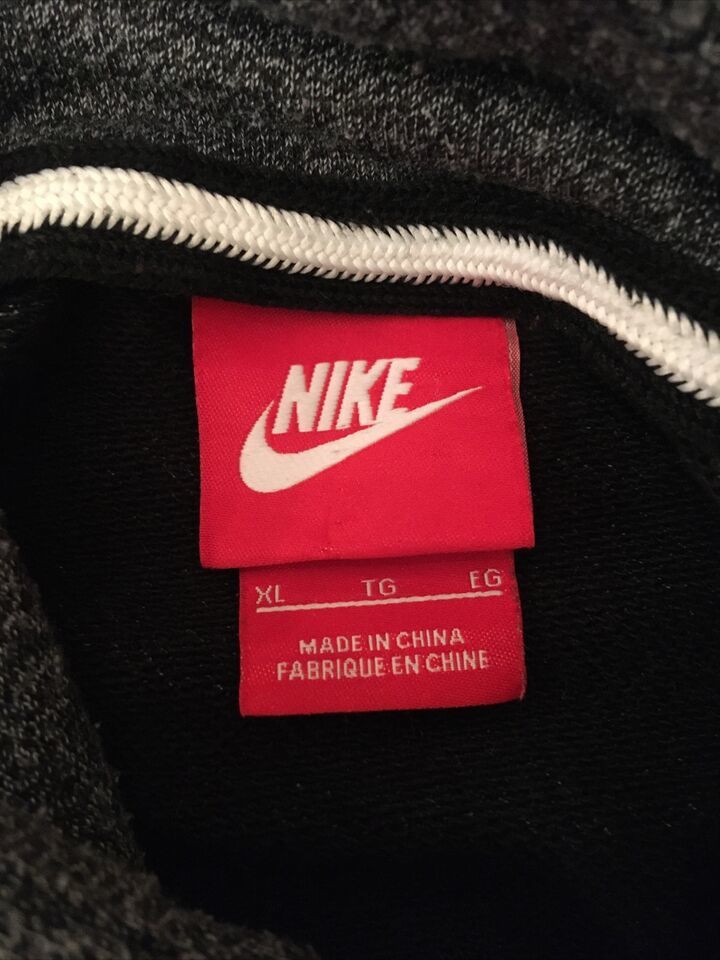 NIKE
XL TG EG
MADE IN CHINA
FABRIQUE EN CHINE